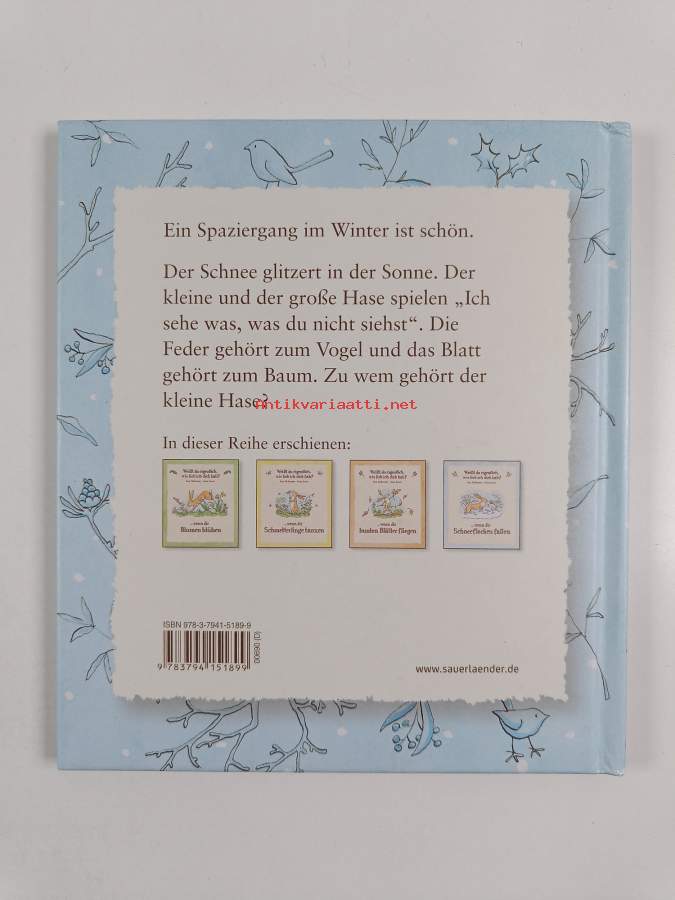 Ein Spaziergang im Winter ist schön.
Der Schnee glitzert in der Sonne. Der
kleine und der große Hase spielen „Ich
sehe was, was du nicht siehst“. Die
Feder gehört zum Vogel und das Blatt
gehört zum Baum. Zu wem gehört der
kleine Hase?
antikvariaatti.net
In dieser Reihe erschienen:
Weißt du eigentlich,
wie lieb ich dich hab?
...wenn die
Blumen blühen
Weißt du eigentlich,
wie lieb ich dich hab?
...wenn die
Schmetterlinge tanzen
Weißt du eigentlich,
wie lieb ich dich hab?
...wenn die
bunten Blätter fliegen
Weißt du eigentlich,
wie lieb ich dich hab?
...wenn die
Schneeflocken fallen
ISBN 978-3-7941-5189-9
9 783794 151899
00690 (D)
www.sauerlaender.de